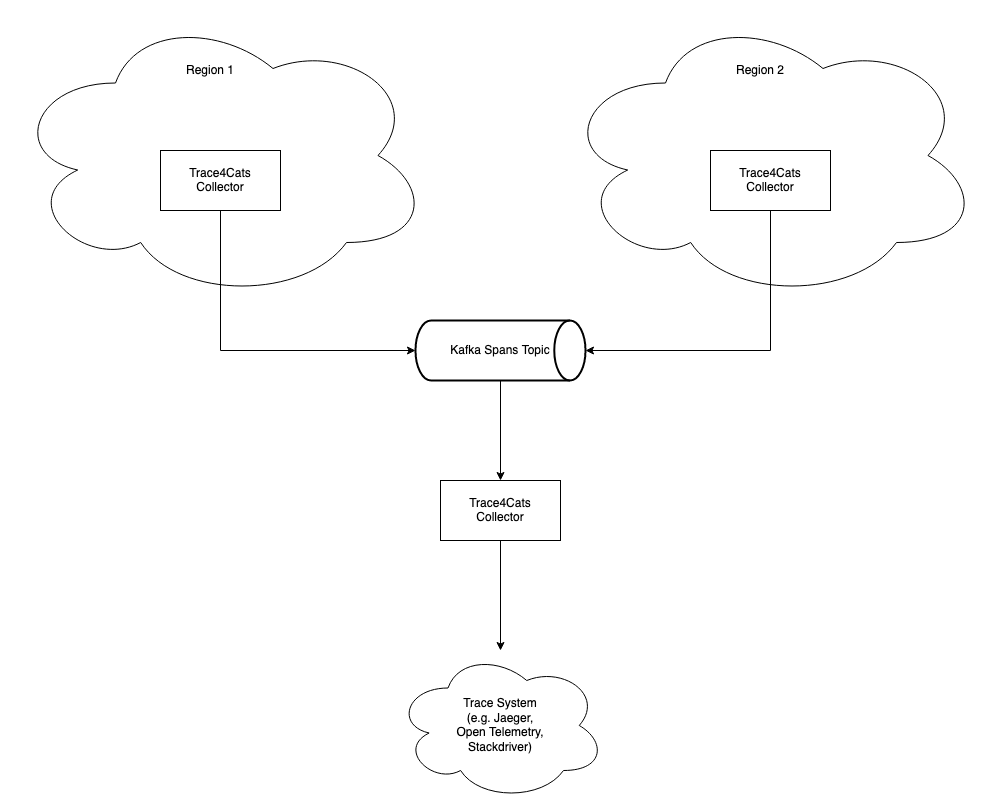 Region 1
Region 2
Trace4Cats
Collector
Trace4Cats
Collector
Kafka Spans Topic
Trace4Cats
Collector
Trace System
(e.g. Jaeger,
Open Telemetry,
Stackdriver)